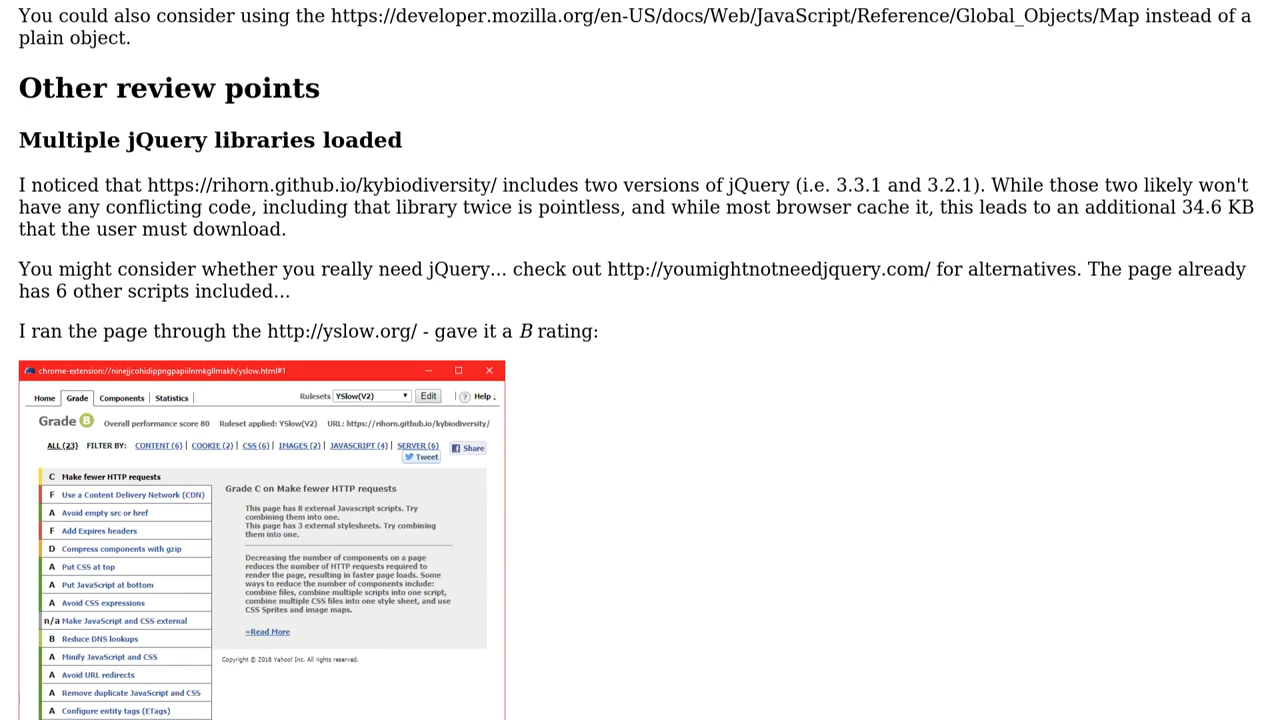 You could also consider using the https://developer.mozilla.org/en-US/docs/Web/JavaScript/Reference/Global_Objects/Map instead of a
plain object.
Other review points
Multiple jQuery libraries loaded
I noticed that https://rihorn.github.io/kybiodiversity/ includes two versions of jQuery (i.e. 3.3.1 and 3.2.1). While those two likely won't
have any conflicting code, including that library twice is pointless, and while most browser cache it, this leads to an additional 34.6 KB
that the user must download.
You might consider whether you really need jQuery... check out http://youmightnotneedjquery.com/ for alternatives. The page already
has 6 other scripts included...
I ran the page through the http://yslow.org/ - gave it a B rating:
chrome-extension://ninejjcohidippngpapiilnmkgllmakh/yslow.html#1
Home Grade Components Statistics Rulesets YSlow(V2) Edit ? Help ↓
Grade B Overall performance score 80 Ruleset applied: YSlow(V2) URL: https://rihorn.github.io/kybiodiversity/
ALL (23) FILTER BY: CONTENT (6) | COOKIE (2) | CSS (6) | IMAGES (2) | JAVASCRIPT (4) | SERVER (6)
Share
Tweet
C Make fewer HTTP requests
F Use a Content Delivery Network (CDN)
A Avoid empty src or href
F Add Expires headers
D Compress components with gzip
A Put CSS at top
A Put JavaScript at bottom
A Avoid CSS expressions
n/a Make JavaScript and CSS external
B Reduce DNS lookups
A Minify JavaScript and CSS
A Avoid URL redirects
A Remove duplicate JavaScript and CSS
A Configure entity tags (ETags)
Grade C on Make fewer HTTP requests
This page has 8 external Javascript scripts. Try
combining them into one.
This page has 3 external stylesheets. Try combining
them into one.
Decreasing the number of components on a page
reduces the number of HTTP requests required to
render the page, resulting in faster page loads. Some
ways to reduce the number of components include:
combine files, combine multiple scripts into one script,
combine multiple CSS files into one style sheet, and use
CSS Sprites and image maps.
»Read More
Copyright © 2018 Yahoo! Inc. All rights reserved.